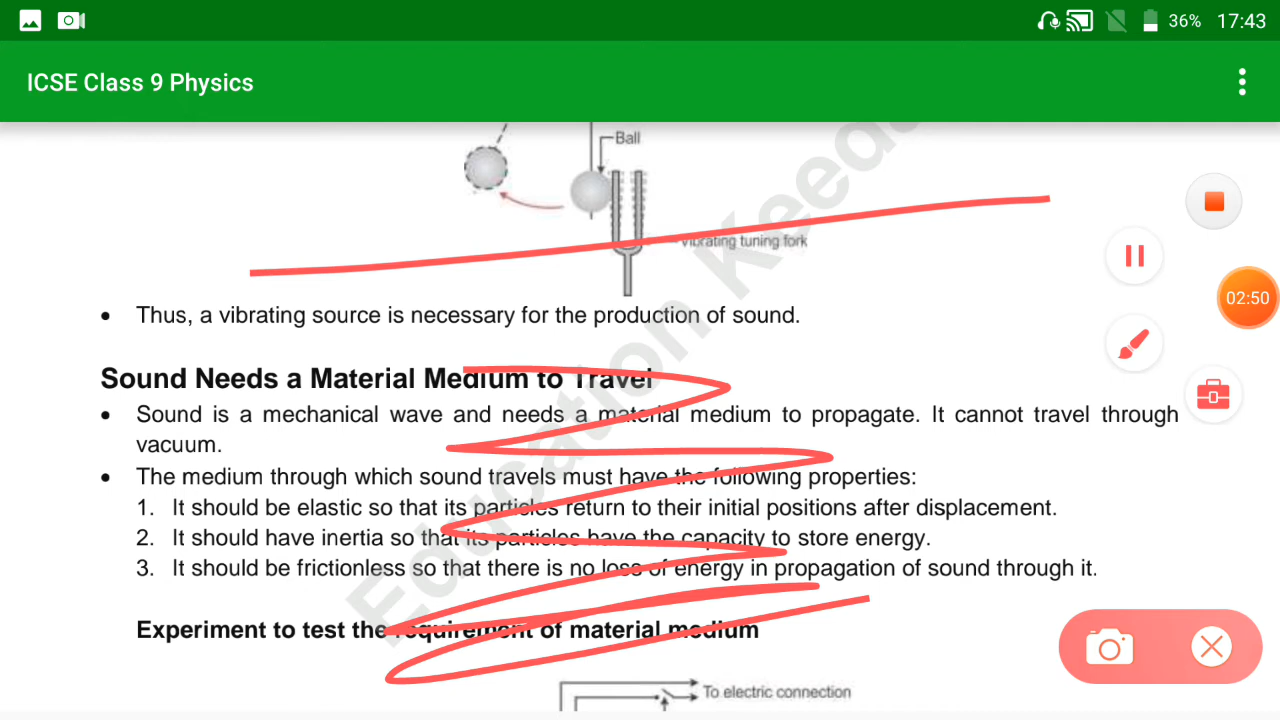 36% 17:43
ICSE Class 9 Physics
Ball
Vibrating tuning fork
• Thus, a vibrating source is necessary for the production of sound.
02:50
Sound Needs a Material Medium to Travel
• Sound is a mechanical wave and needs a material medium to propagate. It cannot travel through
vacuum.
• The medium through which sound travels must have the following properties:
1. It should be elastic so that its particles return to their initial positions after displacement.
2. It should have inertia so that its particles have the capacity to store energy.
3. It should be frictionless so that there is no loss of energy in propagation of sound through it.
Experiment to test the requirement of material medium
To electric connection
Education